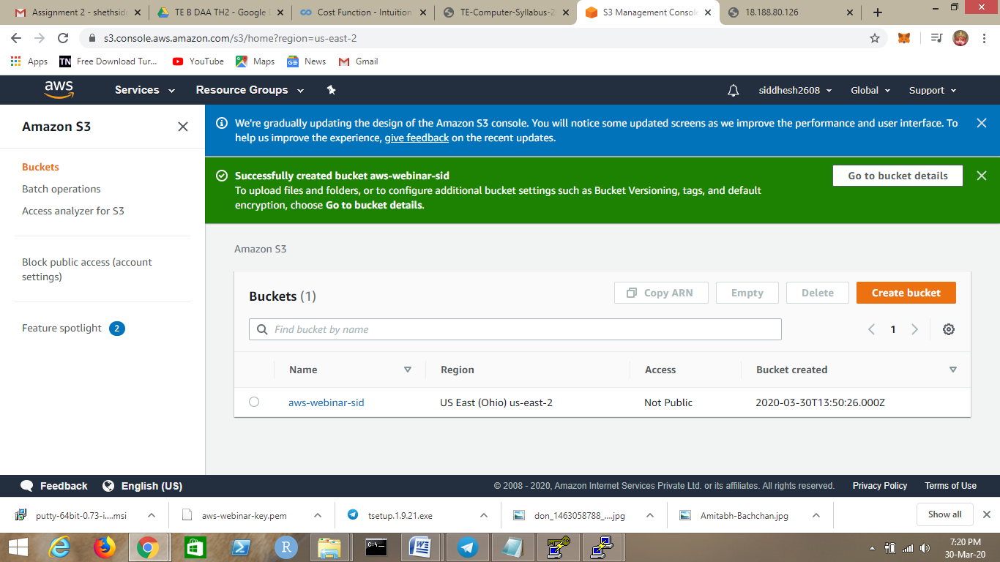 Assignment 2 - shethsid
TE B DAA TH2 - Google
Cost Function - Intuition
TE-Computer-Syllabus-2
S3 Management Console
18.188.80.126
s3.console.aws.amazon.com/s3/home?region=us-east-2
Apps
TN Free Download Tur...
YouTube
Maps
News
Gmail
aws
Services
Resource Groups
siddhesh2608
Global
Support
Amazon S3
Buckets
Batch operations
Access analyzer for S3
Block public access (account
settings)
Feature spotlight 2
We're gradually updating the design of the Amazon S3 console. You will notice some updated screens as we improve the performance and user interface. To
help us improve the experience, give feedback on the recent updates.
Successfully created bucket aws-webinar-sid
To upload files and folders, or to configure additional bucket settings such as Bucket Versioning, tags, and default
encryption, choose Go to bucket details.
Go to bucket details
Amazon S3
Buckets (1)
Copy ARN
Empty
Delete
Create bucket
Find bucket by name
1
Name Region Access Bucket created
aws-webinar-sid US East (Ohio) us-east-2 Not Public 2020-03-30T13:50:26.000Z
Feedback
English (US)
© 2008 - 2020, Amazon Internet Services Private Ltd. or its affiliates. All rights reserved.
Privacy Policy
Terms of Use
putty-64bit-0.73-i....msi
aws-webinar-key.pem
tsetup.1.9.21.exe
don_1463058788_....jpg
Amitabh-Bachchan.jpg
Show all
7:20 PM
30-Mar-20